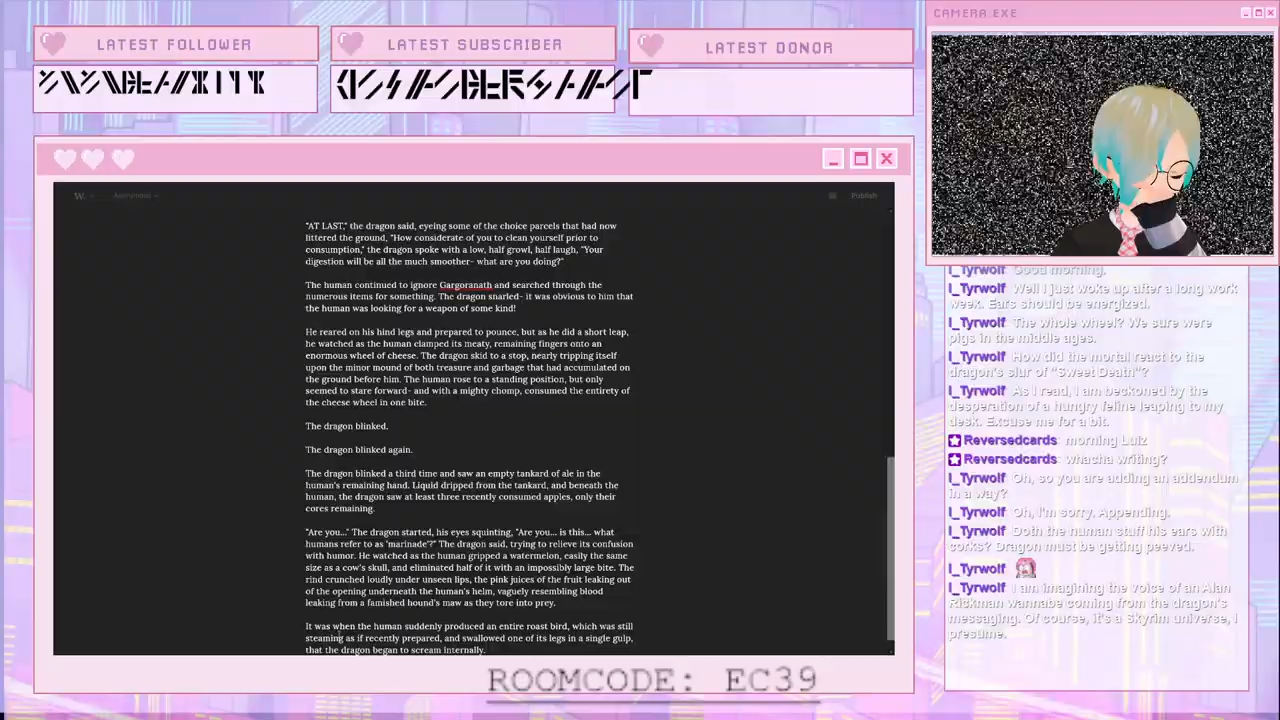 LATEST FOLLOWER
LATEST SUBSCRIBER
LATEST DONOR
CAMERA.EXE
W.
Anonymous
Publish
"AT LAST," the dragon said, eyeing some of the choice parcels that had now
littered the ground, "How considerate of you to clean yourself prior to
consumption," the dragon spoke with a low, half growl, half laugh, "Your
digestion will be all the much smoother- what are you doing?"
The human continued to ignore Gargoranath and searched through the
numerous items for something. The dragon snarled- it was obvious to him that
the human was looking for a weapon of some kind!
He reared on his hind legs and prepared to pounce, but as he did a short leap,
he watched as the human clamped its meaty, remaining fingers onto an
enormous wheel of cheese. The dragon skid to a stop, nearly tripping itself
upon the minor mound of both treasure and garbage that had accumulated on
the ground before him. The human rose to a standing position, but only
seemed to stare forward- and with a mighty chomp, consumed the entirety of
the cheese wheel in one bite.
The dragon blinked.
The dragon blinked again.
The dragon blinked a third time and saw an empty tankard of ale in the
human's remaining hand. Liquid dripped from the tankard, and beneath the
human, the dragon saw at least three recently consumed apples, only their
cores remaining.
"Are you..." The dragon started, his eyes squinting, "Are you... is this... what
humans refer to as 'marinade'?" The dragon said, trying to relieve its confusion
with humor. He watched as the human gripped a watermelon, easily the same
size as a cow's skull, and eliminated half of it with an impossibly large bite. The
rind crunched loudly under unseen lips, the pink juices of the fruit leaking out
of the opening underneath the human's helm, vaguely resembling blood
leaking from a famished hound's maw as they tore into prey.
It was when the human suddenly produced an entire roast bird, which was still
steaming as if recently prepared, and swallowed one of its legs in a single gulp,
that the dragon began to scream internally.
I_Tyrwolf Good morning.
I_Tyrwolf Well I just woke up after a long work
week. Ears should be energized.
I_Tyrwolf The whole wheel? We sure were
pigs in the middle ages.
I_Tyrwolf How did the mortal react to the
dragon's slur of "Sweet Death"?
I_Tyrwolf As I read, I am beckoned by the
desperation of a hungry feline leaping to my
desk. Excuse me for a bit.
Reversedcards morning Luiz
Reversedcards whacha writing?
I_Tyrwolf Oh, so you are adding an addendum
in a way?
I_Tyrwolf Oh, I'm sorry. Appending.
I_Tyrwolf Doth the human stuff his ears with
corks? Dragon must be getting peeved.
I_Tyrwolf
I_Tyrwolf I am imagining the voice of an Alan
Rickman wannabe coming from the dragon's
messaging. Of course, it's a Skyrim universe, I
presume.
ROOMCODE: EC39